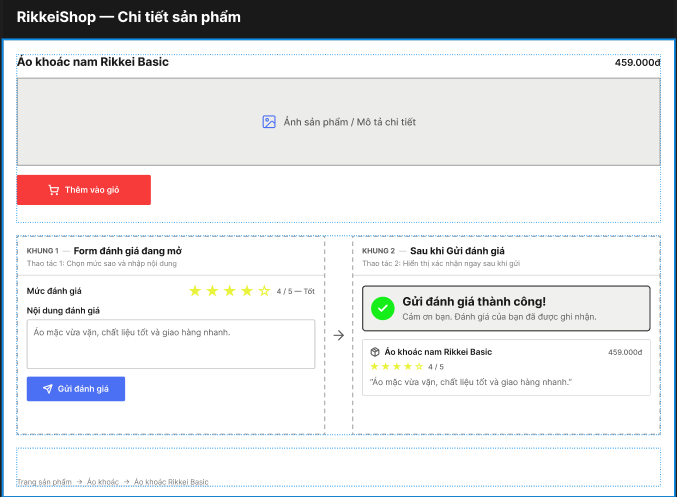 RikkeiShop — Chi tiết sản phẩm
Áo khoác nam Rikkei Basic
459.000đ
Ảnh sản phẩm / Mô tả chi tiết
Thêm vào giỏ
KHUNG 1 — Form đánh giá đang mở
Thao tác 1: Chọn mức sao và nhập nội dung
Mức đánh giá
4 / 5 — Tốt
Nội dung đánh giá
Áo mặc vừa vặn, chất liệu tốt và giao hàng nhanh.
Gửi đánh giá
KHUNG 2 — Sau khi Gửi đánh giá
Thao tác 2: Hiển thị xác nhận ngay sau khi gửi
Gửi đánh giá thành công!
Cảm ơn bạn. Đánh giá của bạn đã được ghi nhận.
Áo khoác nam Rikkei Basic
459.000đ
4 / 5
"Áo mặc vừa vặn, chất liệu tốt và giao hàng nhanh."
Trang sản phẩm → Áo khoác → Áo khoác Rikkei Basic